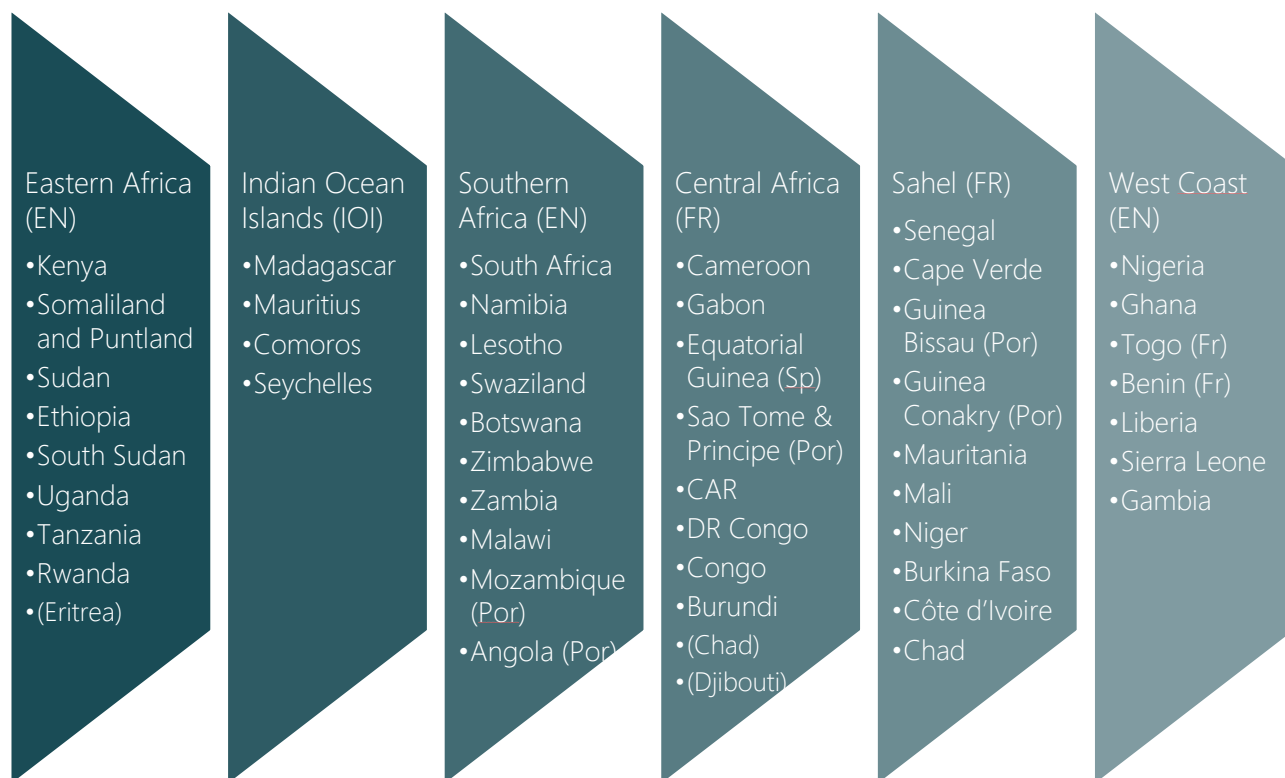 Eastern Africa
(EN)
•Kenya
•Somaliland
and Puntland
•Sudan
•Ethiopia
•South Sudan
•Uganda
•Tanzania
•Rwanda
•(Eritrea)
Indian Ocean
Islands (IOI)
•Madagascar
•Mauritius
•Comoros
•Seychelles
Southern
Africa (EN)
•South Africa
•Namibia
•Lesotho
•Swaziland
•Botswana
•Zimbabwe
•Zambia
•Malawi
•Mozambique
(Por)
•Angola (Por)
Central Africa
(FR)
•Cameroon
•Gabon
•Equatorial
Guinea (Sp)
•Sao Tome &
Principe (Por)
•CAR
•DR Congo
•Congo
•Burundi
•(Chad)
•(Djibouti)
Sahel (FR)
•Senegal
•Cape Verde
•Guinea
Bissau (Por)
•Guinea
Conakry (Por)
•Mauritania
•Mali
•Niger
•Burkina Faso
•Côte d’Ivoire
•Chad
West Coast
(EN)
•Nigeria
•Ghana
•Togo (Fr)
•Benin (Fr)
•Liberia
•Sierra Leone
•Gambia